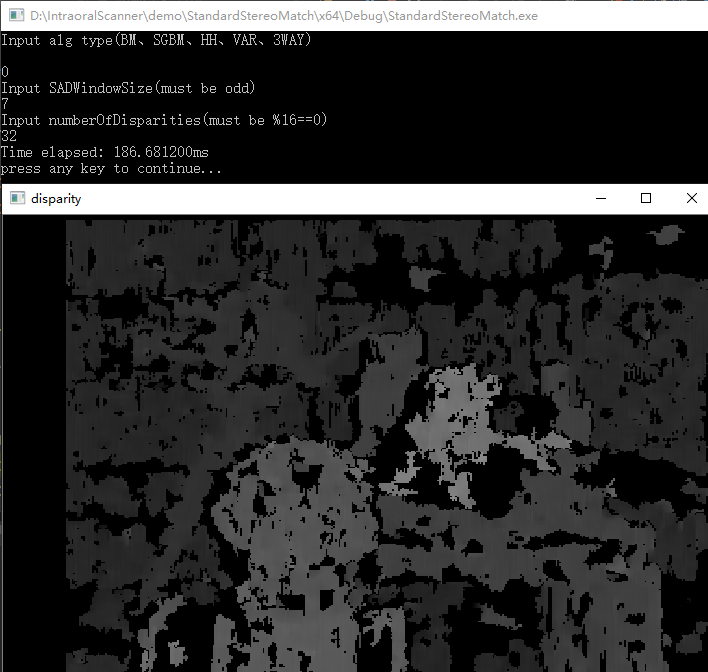 D:\IntraoralScanner\demo\StandardStereoMatch\x64\Debug\StandardStereoMatch.exe
Input alg type(BM、SGBM、HH、VAR、3WAY)
0
Input SADWindowSize(must be odd)
7
Input numberOfDisparities(must be %16==0)
32
Time elapsed: 186.681200ms
press any key to continue...
disparity